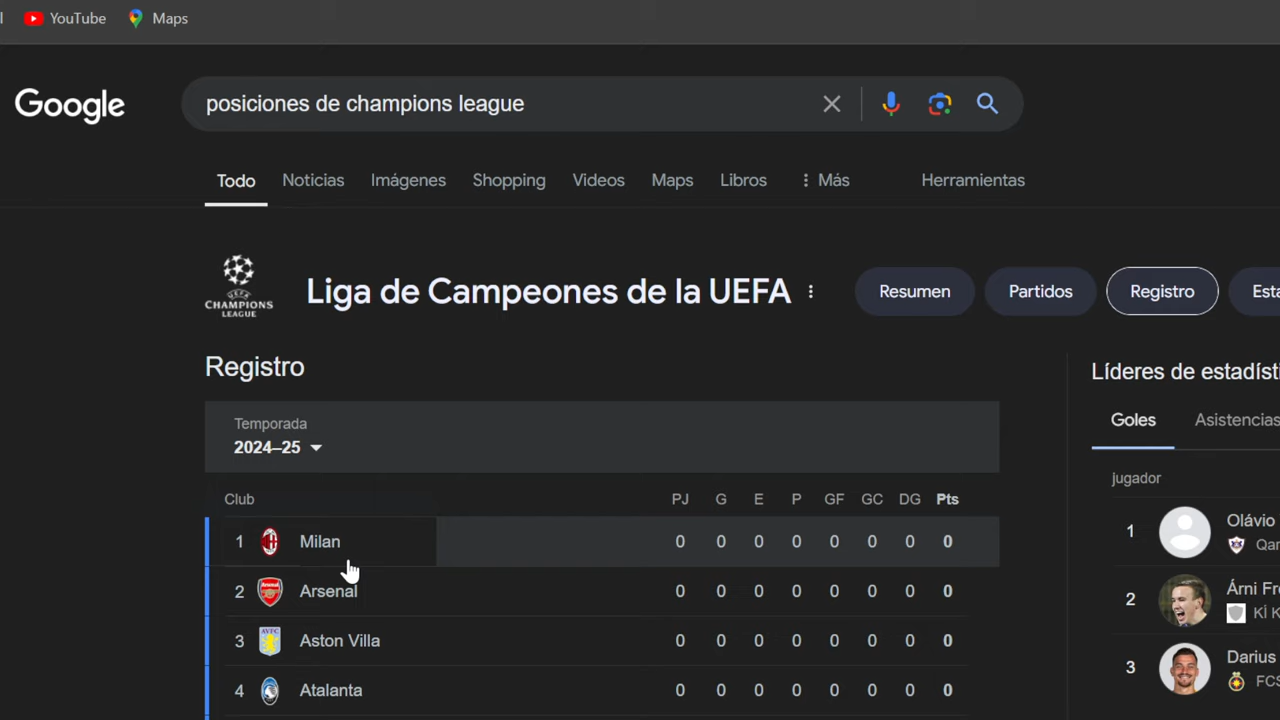 YouTube Maps
Google posiciones de champions league
Todo Noticias Imágenes Shopping Videos Maps Libros Más Herramientas
CHAMPIONS LEAGUE Liga de Campeones de la UEFA Resumen Partidos Registro Esta
Registro
Líderes de estadísti
Temporada
2024–25
Goles Asistencias
Club PJ G E P GF GC DG Pts
jugador
1 Milan 0 0 0 0 0 0 0 0
1 Olávio
Qar
2 Arsenal 0 0 0 0 0 0 0 0
2 Árni Fr
KÍ K
3 Aston Villa 0 0 0 0 0 0 0 0
3 Darius
FCS
4 Atalanta 0 0 0 0 0 0 0 0